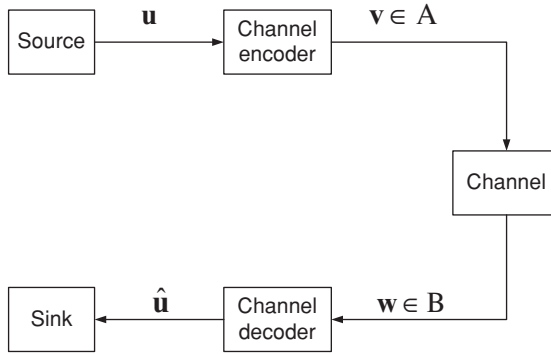 Source
u
Channel
encoder
v ∈ A
Channel
w ∈ B
Channel
decoder
û
Sink